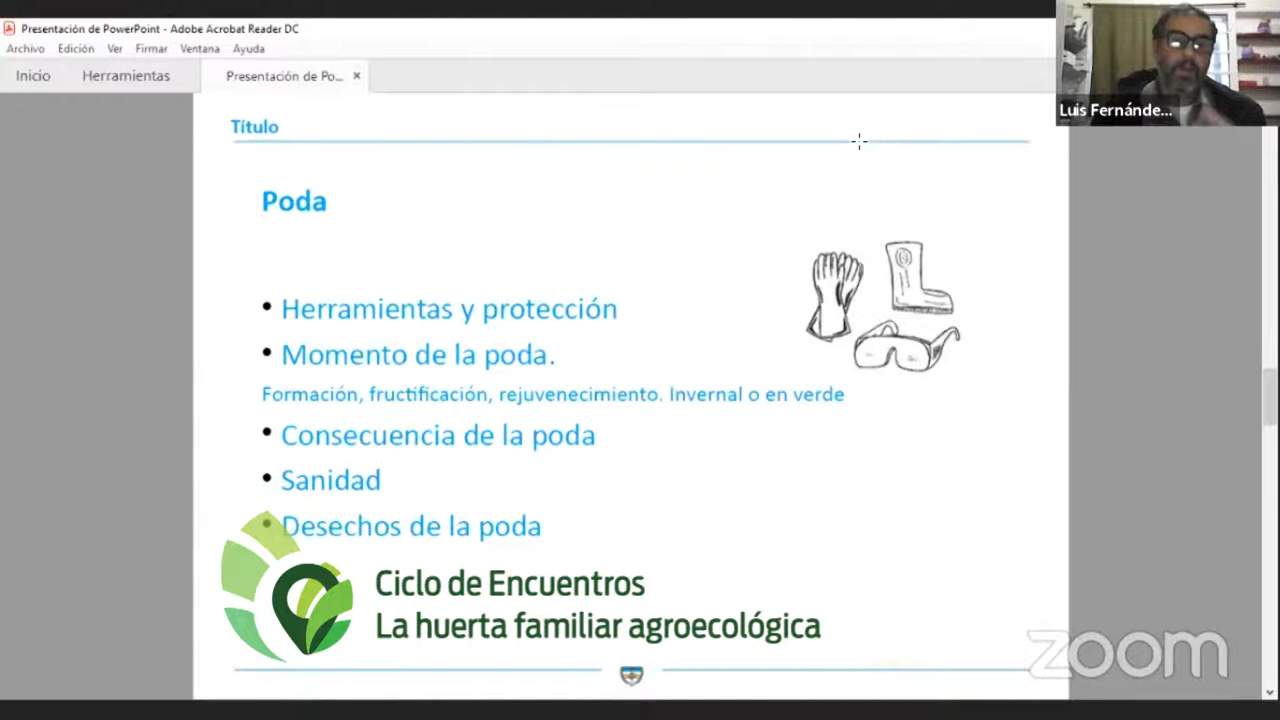 Presentación de PowerPoint - Adobe Acrobat Reader DC
Archivo Edición Ver Firmar Ventana Ayuda
Inicio Herramientas Presentación de Po... ×
Luis Fernánde...
Título
Poda
• Herramientas y protección
• Momento de la poda.
Formación, fructificación, rejuvenecimiento. Invernal o en verde
• Consecuencia de la poda
• Sanidad
• Desechos de la poda
Ciclo de Encuentros
La huerta familiar agroecológica
zoom